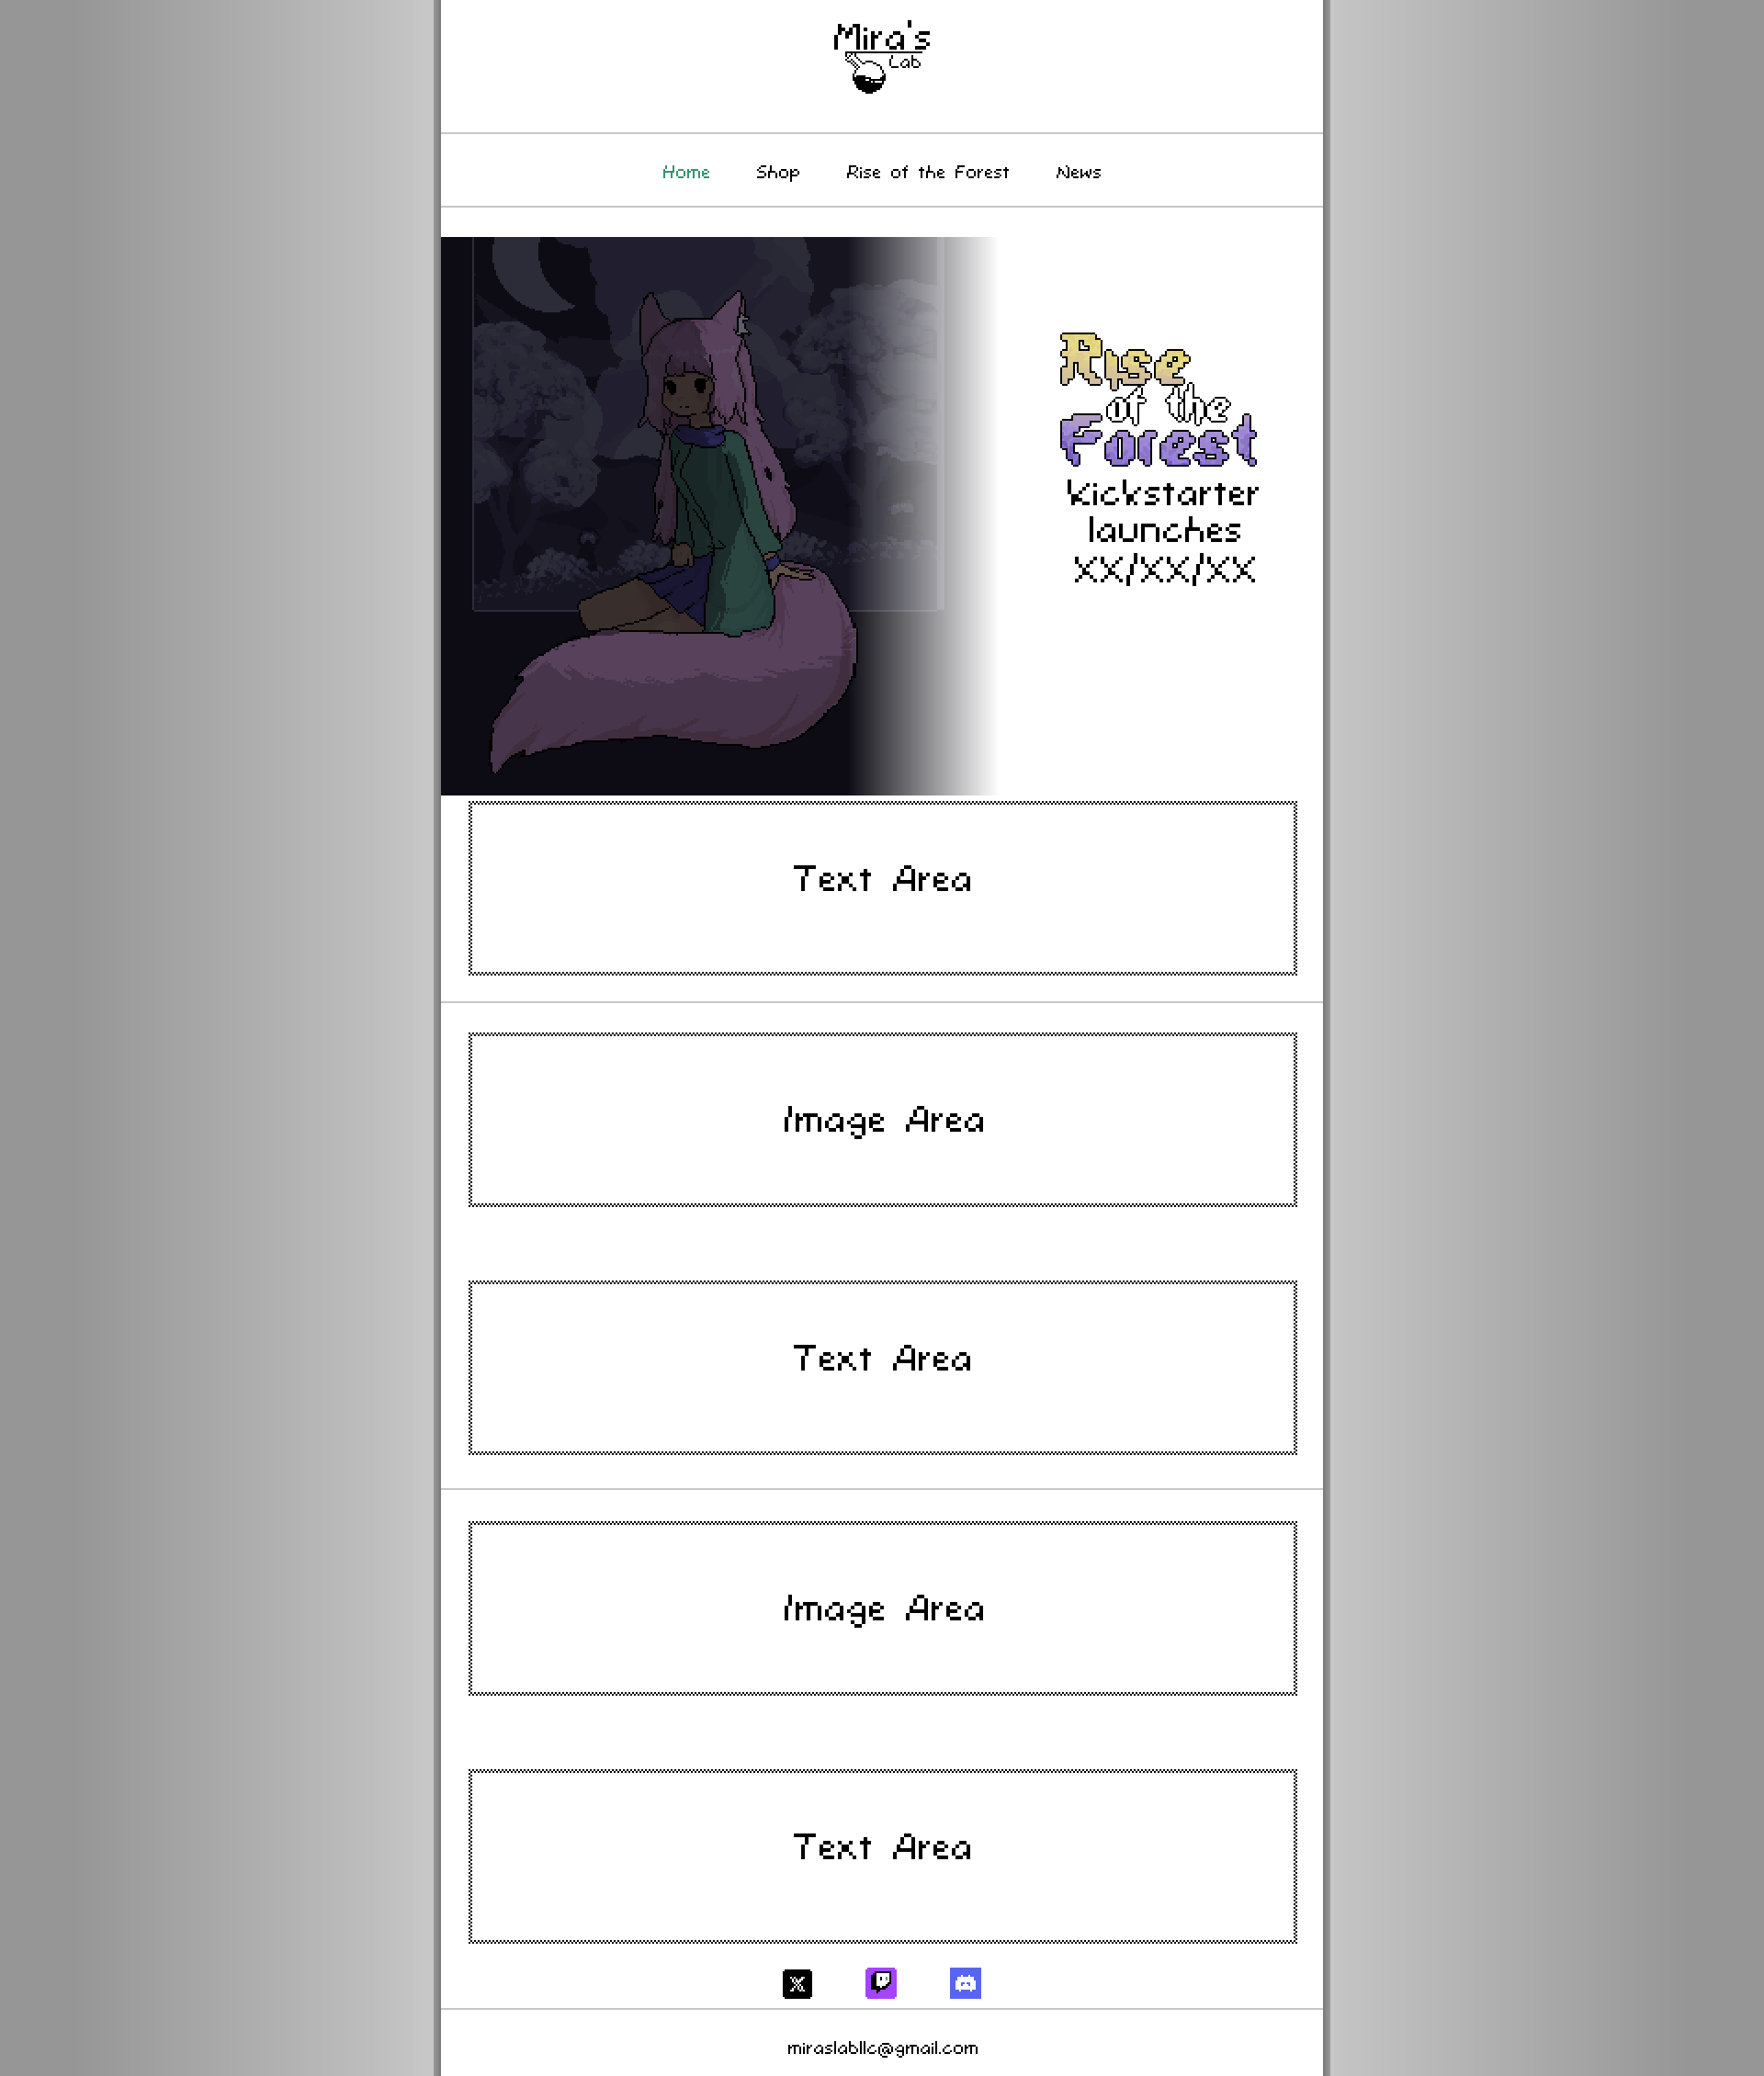 Mira's
Lab
Home Shop Rise of the Forest News
Rise
of the
Forest
Kickstarter
launches
XX/XX/XX
Text Area
Image Area
Text Area
Image Area
Text Area
miraslabllc@gmail.com